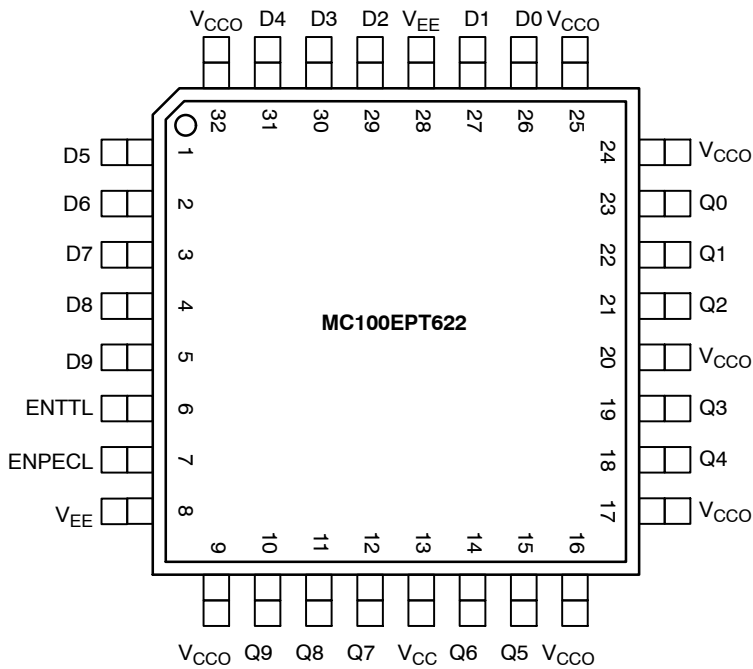 VCCO D4 D3 D2 VEE D1 D0 VCCO
32 31 30 29 28 27 26 25
D5 1 24 VCCO
D6 2 23 Q0
D7 3 22 Q1
D8 4 21 Q2
MC100EPT622
D9 5 20 VCCO
ENTTL 6 19 Q3
ENPECL 7 18 Q4
VEE 8 17 VCCO
9 10 11 12 13 14 15 16
VCCO Q9 Q8 Q7 VCC Q6 Q5 VCCO